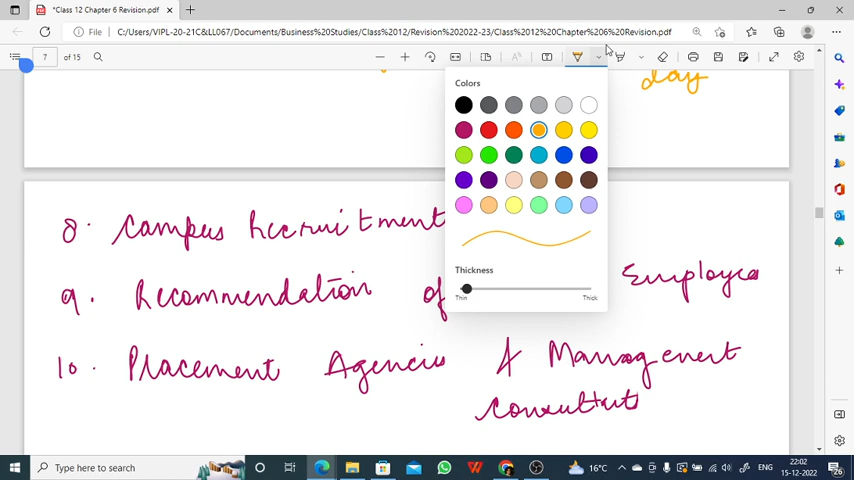 *Class 12 Chapter 6 Revision.pdf
File C:/Users/VIPL-20-21C&LL067/Documents/Business%20Studies/Class%2012/Revision%202022-23/Class%2012%20Chapter%206%20Revision.pdf
7 of 15
day
Colors
8. Campus Recruitment
Thickness
Thin Thick
9. Recommendation of Employee
10. Placement Agencies & Management
Consultants
Type here to search
16°C ENG 22:02
15-12-2022
26